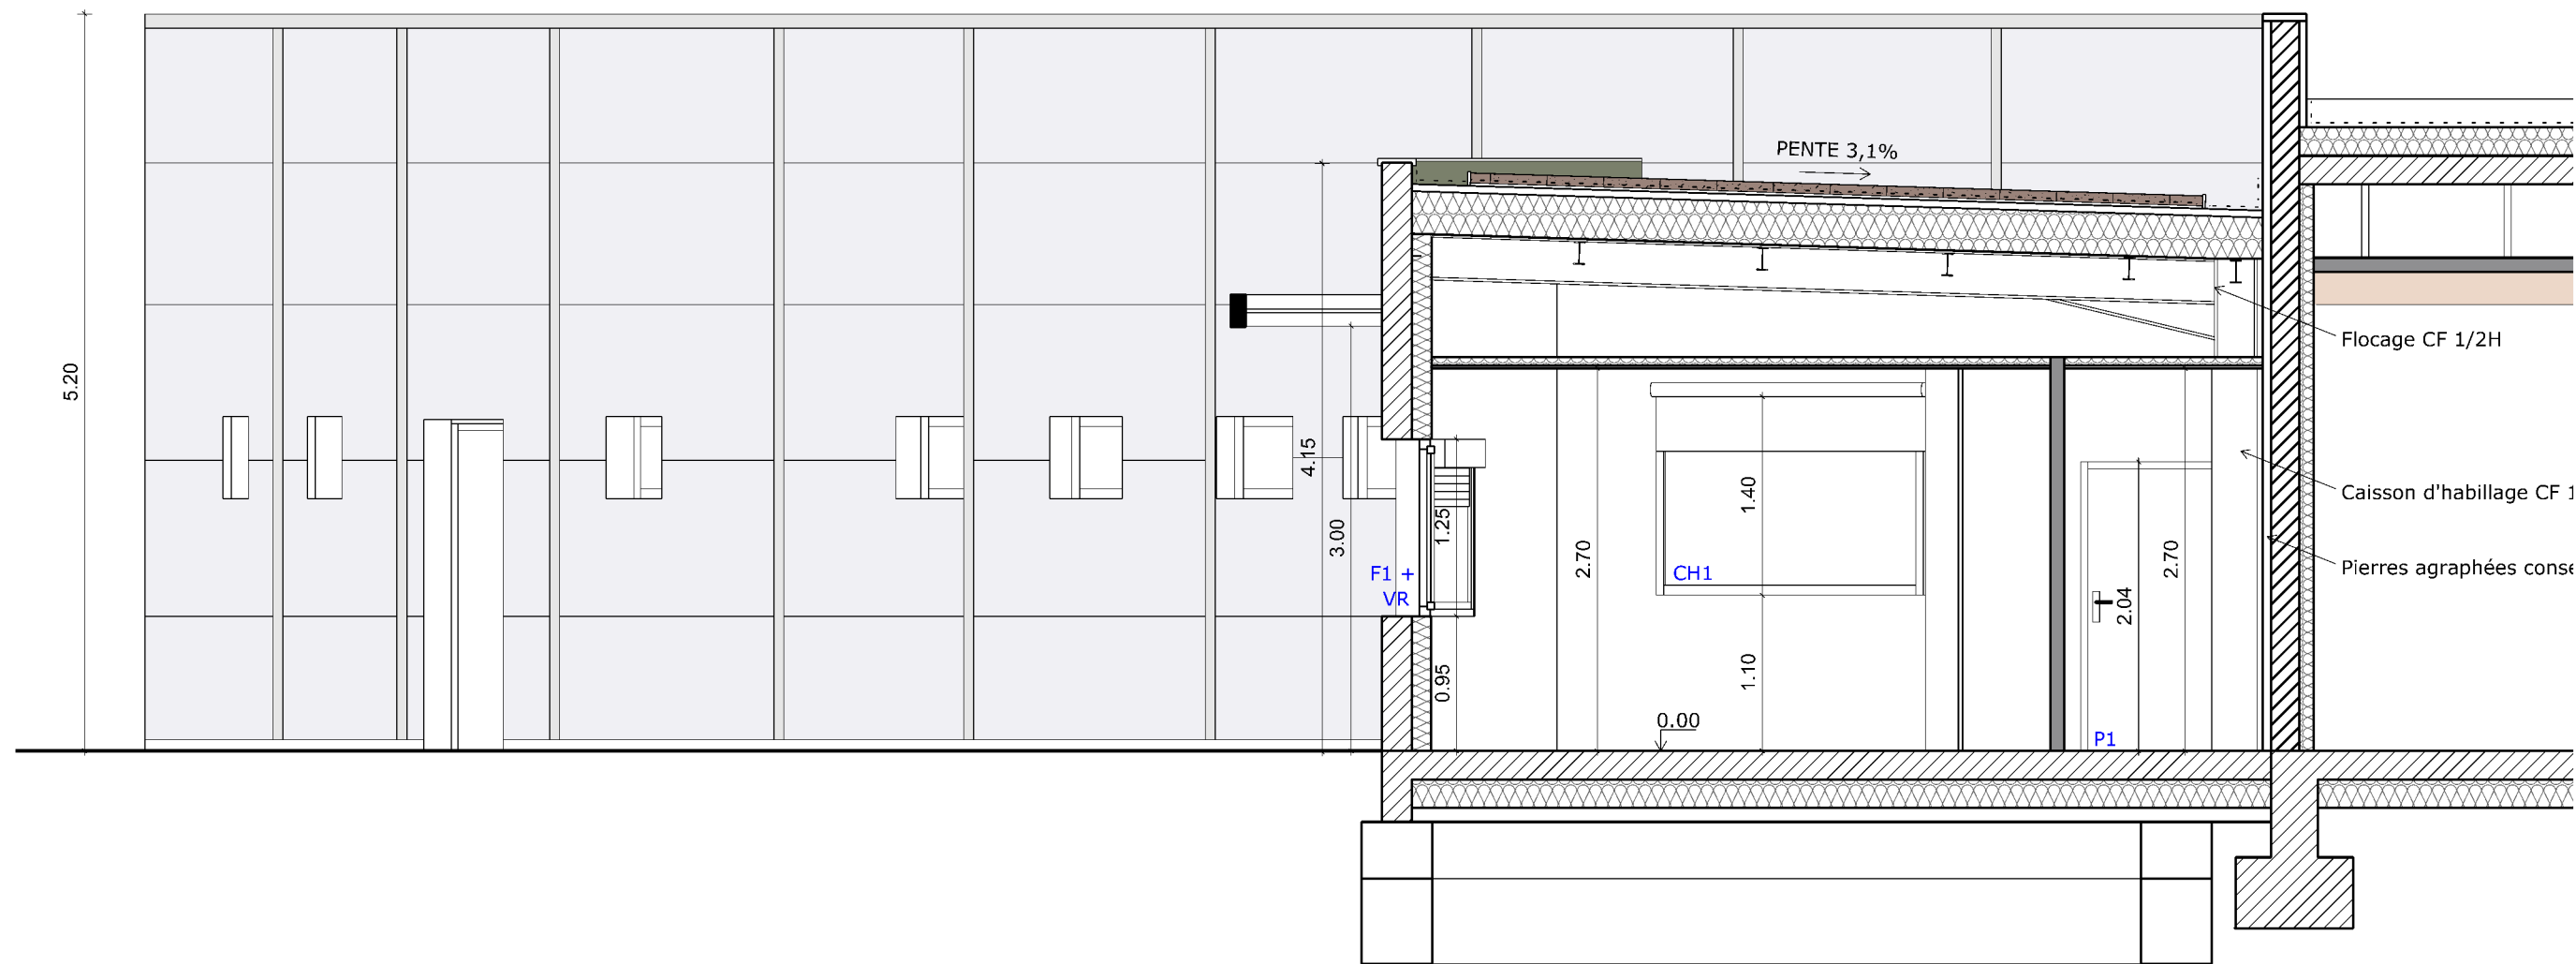 PENTE 3,1%
5.20
4.15
3.00
Flocage CF 1/2H
Caisson d'habillage CF
Pierres agraphées
F1 +
VR
1.25
0.95
2.70
CH1
1.40
1.10
0.00
2.04
2.70
P1